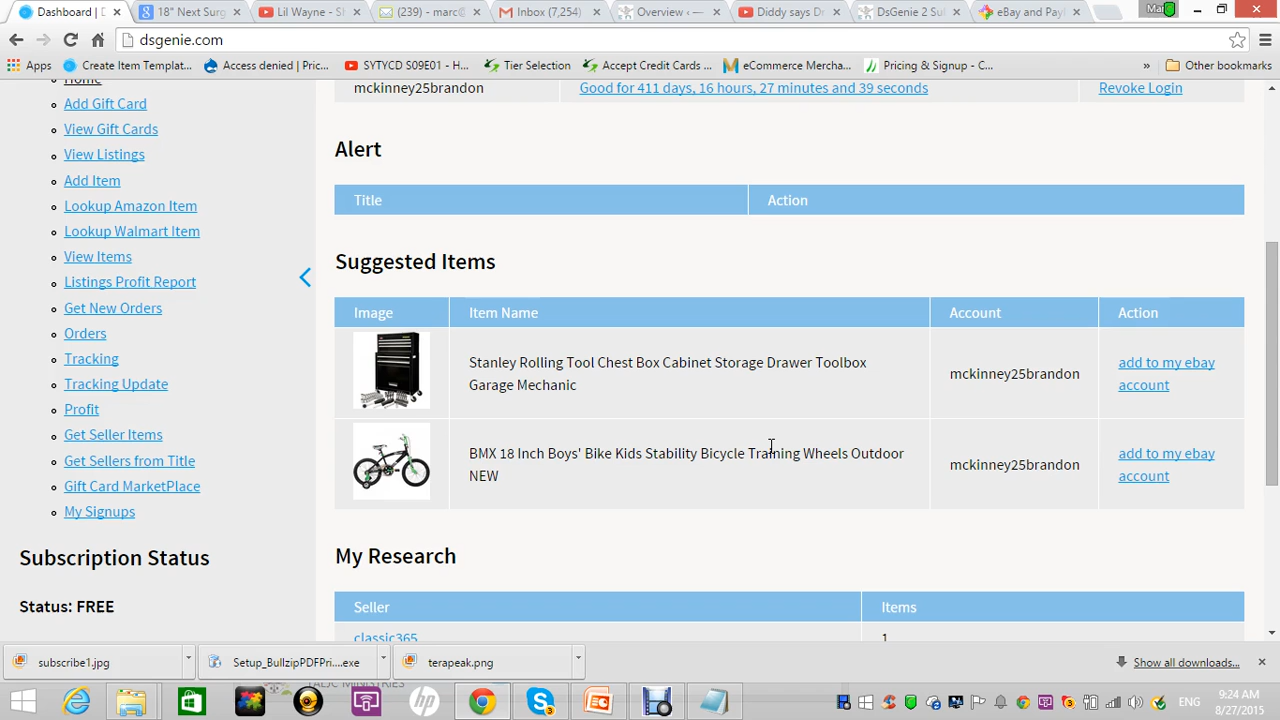 Dashboard |
18" Next Surg
Lil Wayne - Sh
(239) - marc@
Inbox (7,254)
Overview ‹
Diddy says Do
DsGenie 2 Sul
eBay and PayP
dsgenie.com
Apps
Create Item Templat...
Access denied | Pric...
SYTYCD S09E01 - H...
Tier Selection
Accept Credit Cards ...
eCommerce Mercha...
Pricing & Signup - C...
»
Other bookmarks
Home
Add Gift Card
View Gift Cards
View Listings
Add Item
Lookup Amazon Item
Lookup Walmart Item
View Items
Listings Profit Report
Get New Orders
Orders
Tracking
Tracking Update
Profit
Get Seller Items
Get Sellers from Title
Gift Card MarketPlace
My Signups
Subscription Status
Status: FREE
mckinney25brandon Good for 411 days, 16 hours, 27 minutes and 39 seconds Revoke Login
Alert
Title Action
Suggested Items
Image Item Name Account Action
Stanley Rolling Tool Chest Box Cabinet Storage Drawer Toolbox
Garage Mechanic
mckinney25brandon
add to my ebay
account
BMX 18 Inch Boys' Bike Kids Stability Bicycle Training Wheels Outdoor
NEW
mckinney25brandon
add to my ebay
account
My Research
Seller Items
classic365 1
subscribe1.jpg
Setup_BullzipPDFPri....exe
terapeak.png
Show all downloads...
TALJC MINISTRIES
ENG
9:24 AM
8/27/2015